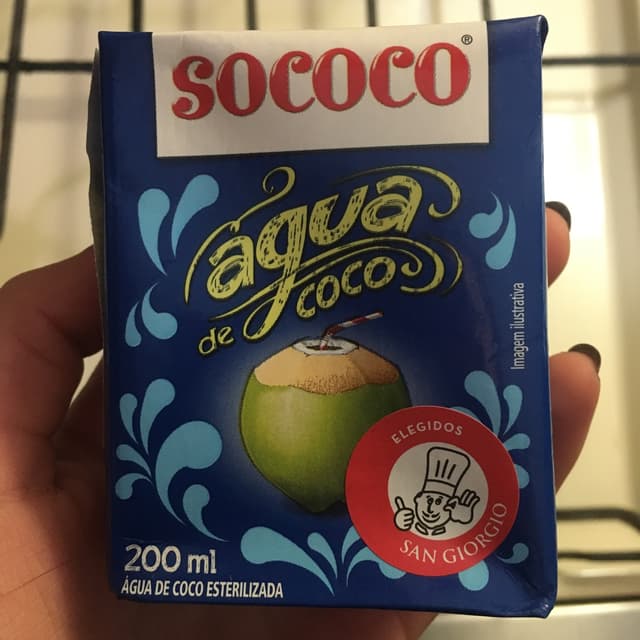 SOCOCO®
água
de coco
Imagem ilustrativa
ELEGIDOS
SAN GIORGIO
200 ml
ÁGUA DE COCO ESTERILIZADA